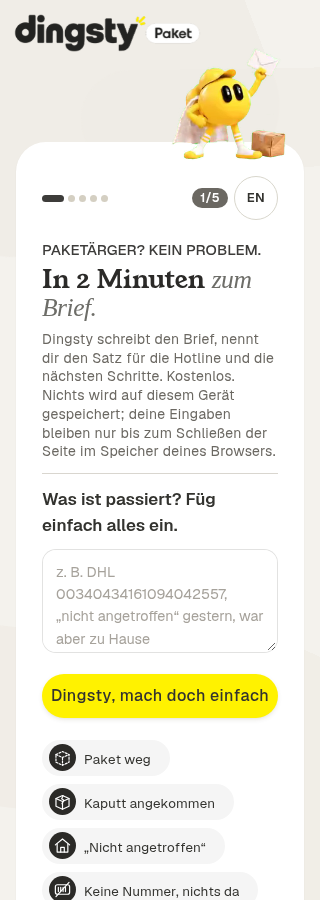 dingsty Paket
1/5 EN
PAKETÄRGER? KEIN PROBLEM.
In 2 Minuten zum
Brief.
Dingsty schreibt den Brief, nennt
dir den Satz für die Hotline und die
nächsten Schritte. Kostenlos.
Nichts wird auf diesem Gerät
gespeichert; deine Eingaben
bleiben nur bis zum Schließen der
Seite im Speicher deines Browsers.
Was ist passiert? Füg
einfach alles ein.
z. B. DHL
00340434161094042557,
„nicht angetroffen“ gestern, war
aber zu Hause
Dingsty, mach doch einfach
Paket weg
Kaputt angekommen
„Nicht angetroffen“
Keine Nummer, nichts da